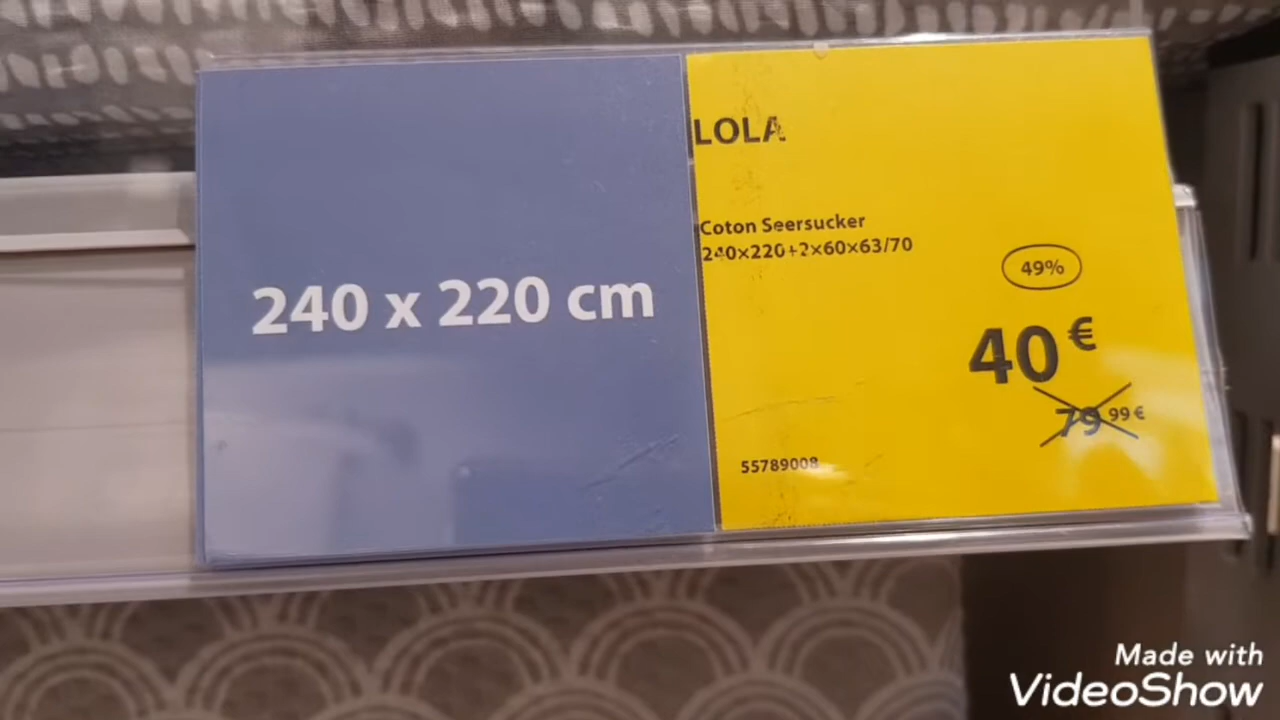 240 x 220 cm
LOLA
Coton Seersucker
240×220+2×60×63/70
49%
40€
79,99€
55789008
Made with
VideoShow